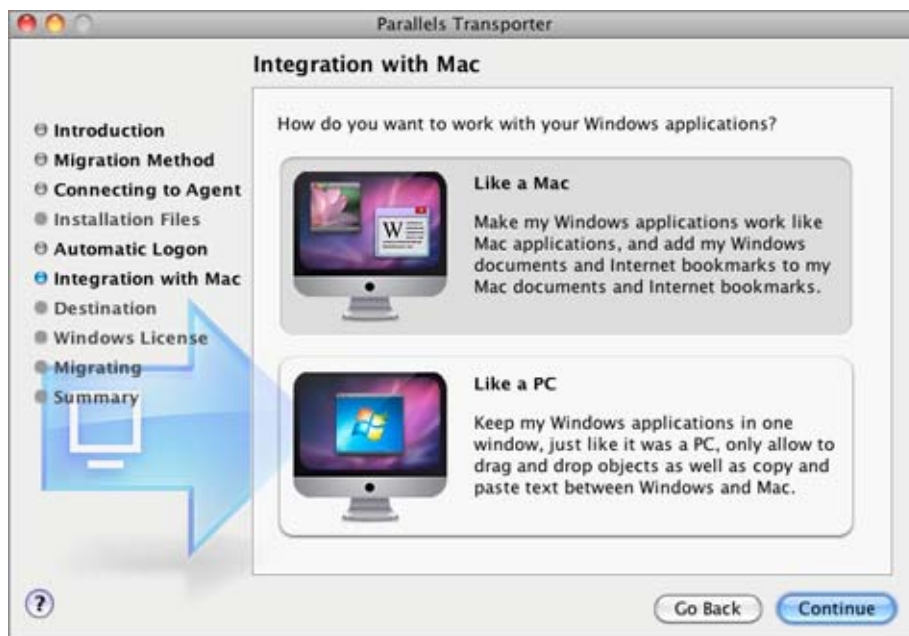 Parallels Transporter
Integration with Mac
Introduction
Migration Method
Connecting to Agent
Installation Files
Automatic Logon
Integration with Mac
Destination
Windows License
Migrating
Summary
How do you want to work with your Windows applications?
Like a Mac
Make my Windows applications work like
Mac applications, and add my Windows
documents and Internet bookmarks to my
Mac documents and Internet bookmarks.
W
Like a PC
Keep my Windows applications in one
window, just like it was a PC, only allow to
drag and drop objects as well as copy and
paste text between Windows and Mac.
?
Go Back
Continue